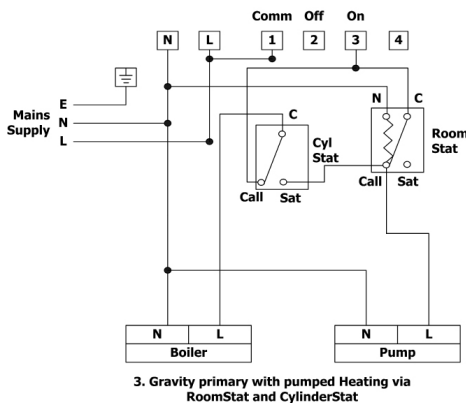 Comm Off On
N L 1 2 3 4
E
Mains
Supply
N
L
C
N C
Cyl
Stat
Room
Stat
Call Sat
Call Sat
N L
Boiler
N L
Pump
3. Gravity primary with pumped Heating via
RoomStat and CylinderStat